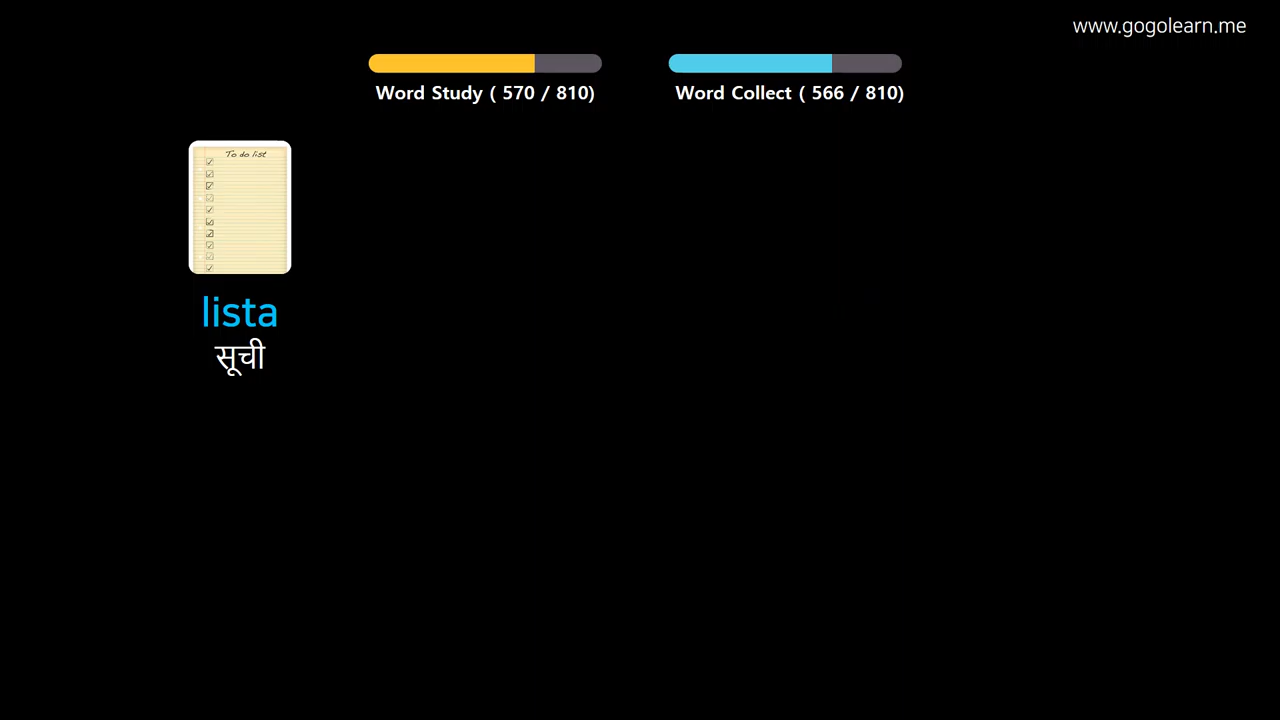 www.gogolearn.me
Word Study ( 570 / 810)
Word Collect ( 566 / 810)
To do list
lista
सूची